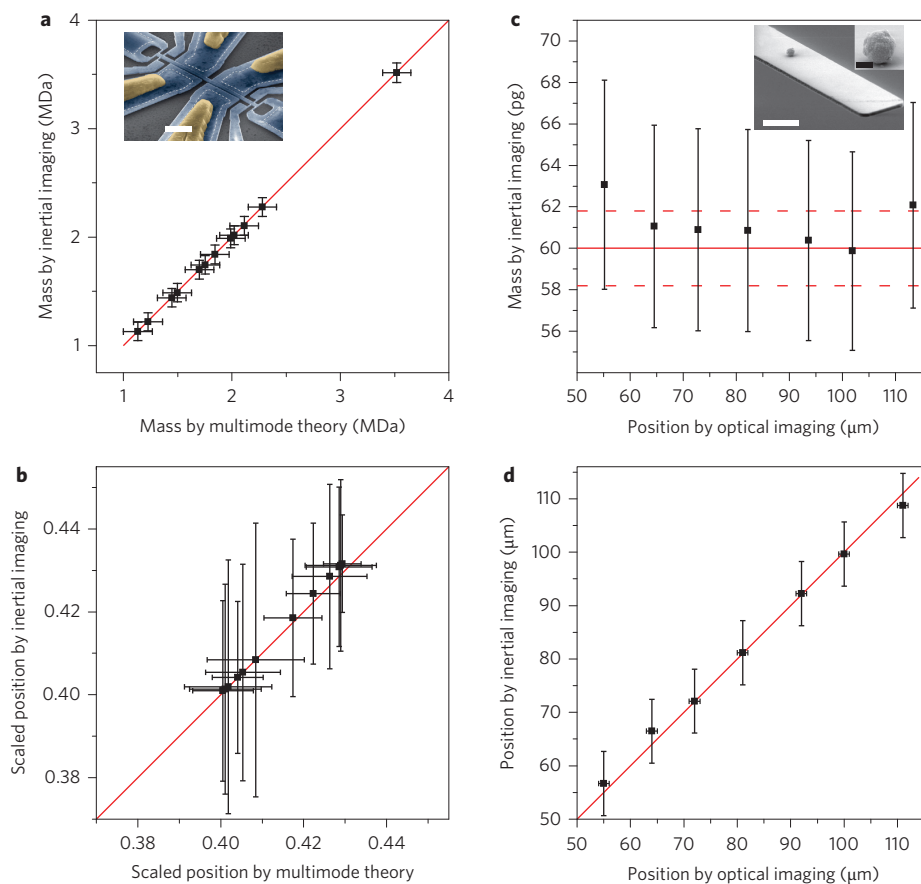 a
4
3
2
1
Mass by inertial imaging (MDa)
1 2 3 4
Mass by multimode theory (MDa)
c
70
68
66
64
62
60
58
56
Mass by inertial imaging (pg)
50 60 70 80 90 100 110
Position by optical imaging (μm)
b
0.44
0.42
0.40
0.38
Scaled position by inertial imaging
0.38 0.40 0.42 0.44
Scaled position by multimode theory
d
110
100
90
80
70
60
50
Position by inertial imaging (μm)
50 60 70 80 90 100 110
Position by optical imaging (μm)